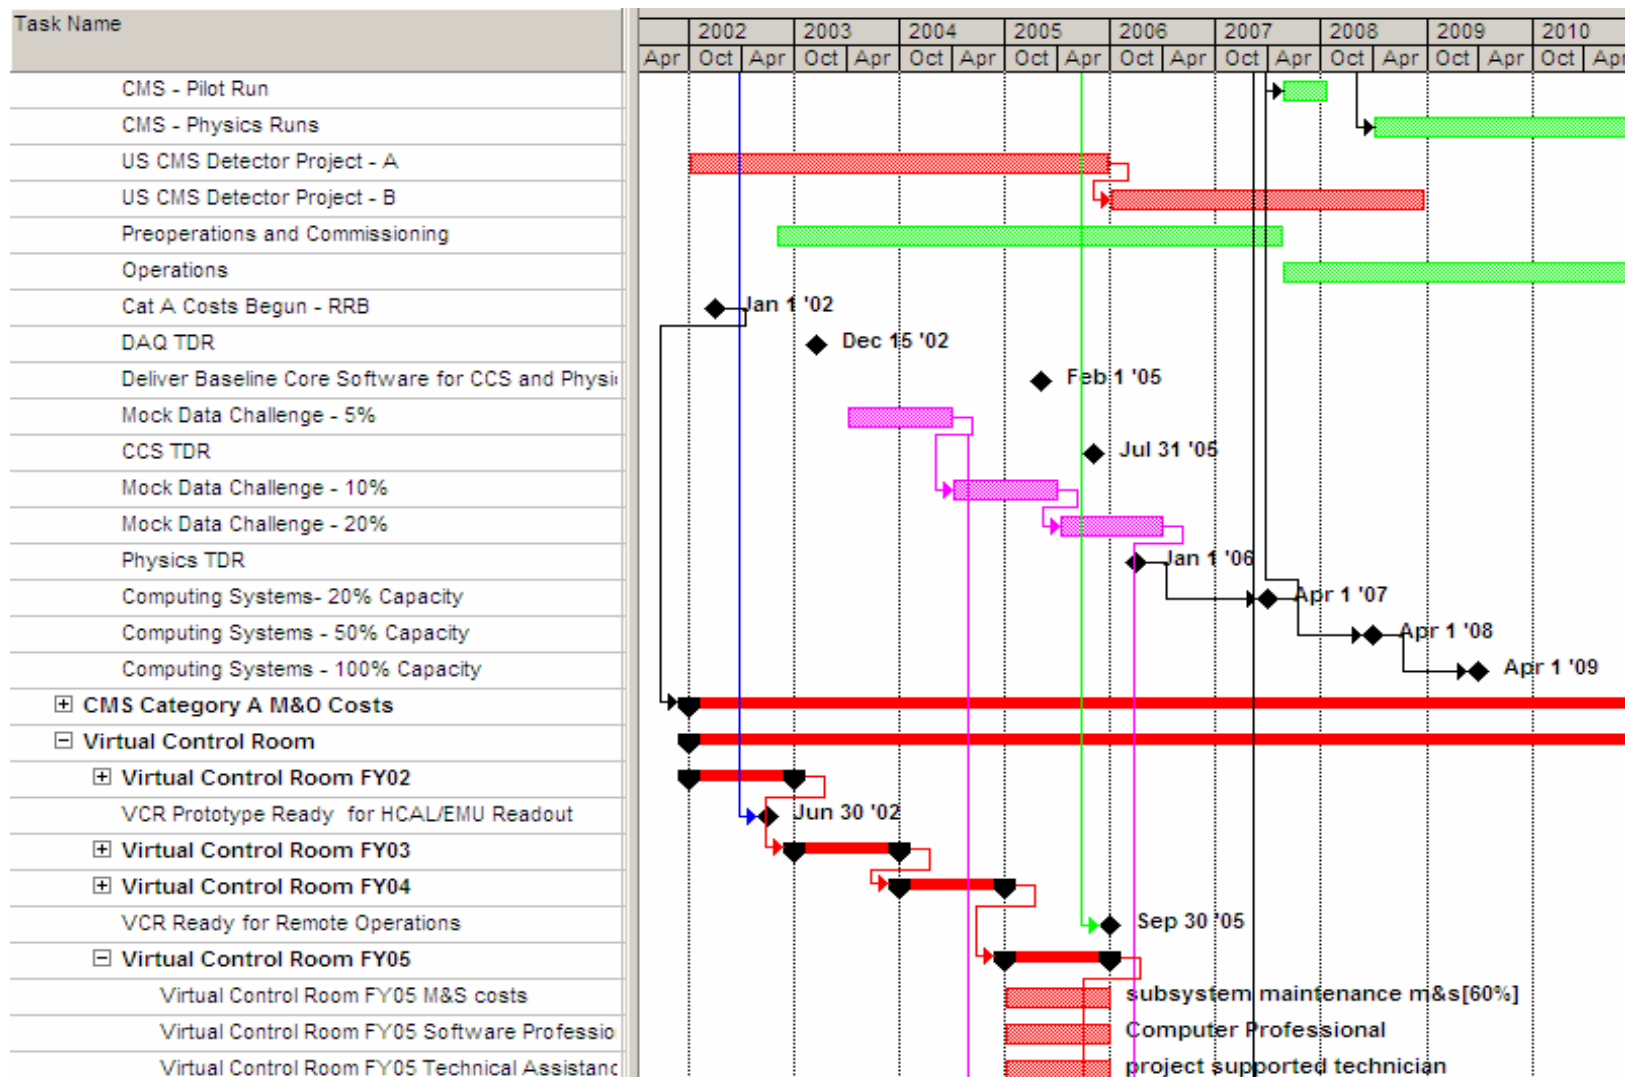 Task Name
2002 2003 2004 2005 2006 2007 2008 2009 2010
Apr Oct Apr Oct Apr Oct Apr Oct Apr Oct Apr Oct Apr Oct Apr Oct Apr Oct Apr
CMS - Pilot Run
CMS - Physics Runs
US CMS Detector Project - A
US CMS Detector Project - B
Preoperations and Commissioning
Operations
Cat A Costs Begun - RRB Jan 1 '02
DAQ TDR Dec 15 '02
Deliver Baseline Core Software for CCS and Physi Feb 1 '05
Mock Data Challenge - 5%
CCS TDR Jul 31 '05
Mock Data Challenge - 10%
Mock Data Challenge - 20%
Physics TDR Jan 1 '06
Computing Systems- 20% Capacity Apr 1 '07
Computing Systems - 50% Capacity Apr 1 '08
Computing Systems - 100% Capacity Apr 1 '09
CMS Category A M&O Costs
Virtual Control Room
Virtual Control Room FY02
VCR Prototype Ready for HCAL/EMU Readout Jun 30 '02
Virtual Control Room FY03
Virtual Control Room FY04
VCR Ready for Remote Operations Sep 30 '05
Virtual Control Room FY05
Virtual Control Room FY05 M&S costs subsystem maintenance m&s[60%]
Virtual Control Room FY05 Software Professio Computer Professional
Virtual Control Room FY05 Technical Assistanc project supported technician